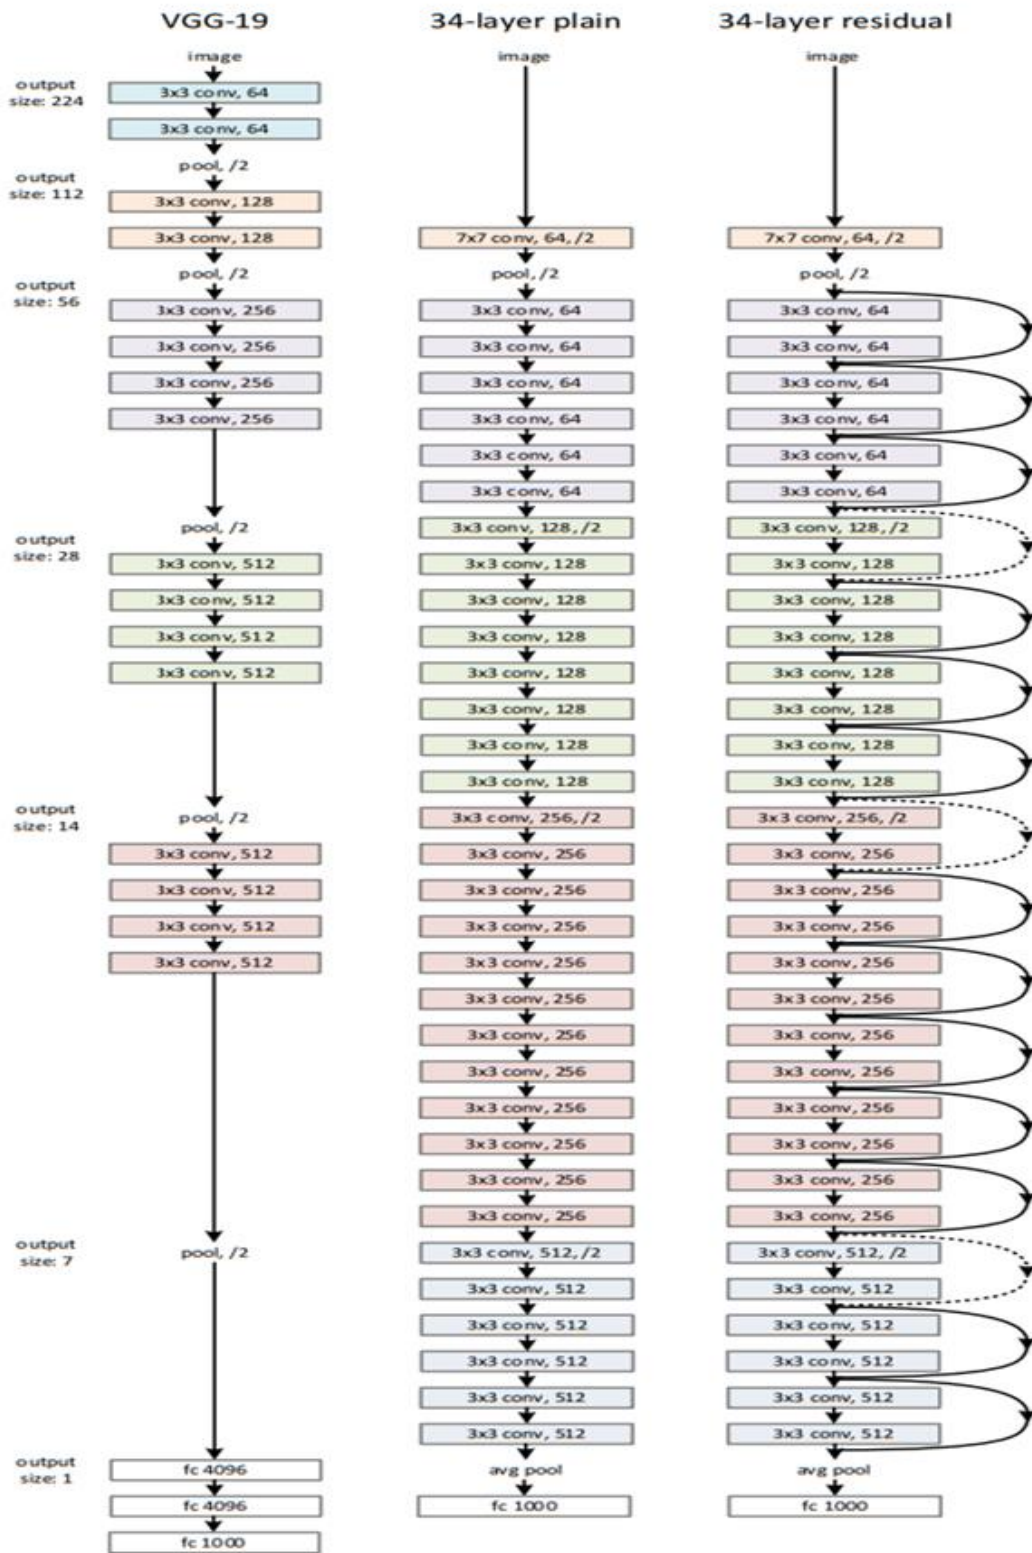 VGG-19
image
output
size: 224
3x3 conv, 64
3x3 conv, 64
pool, /2
output
size: 112
3x3 conv, 128
3x3 conv, 128
pool, /2
output
size: 56
3x3 conv, 256
3x3 conv, 256
3x3 conv, 256
3x3 conv, 256
pool, /2
output
size: 28
3x3 conv, 512
3x3 conv, 512
3x3 conv, 512
3x3 conv, 512
output
size: 14
pool, /2
3x3 conv, 512
3x3 conv, 512
3x3 conv, 512
3x3 conv, 512
output
size: 7
pool, /2
output
size: 1
fc 4096
fc 4096
fc 1000
34-layer plain
image
7x7 conv, 64, /2
pool, /2
3x3 conv, 64
3x3 conv, 64
3x3 conv, 64
3x3 conv, 64
3x3 conv, 64
3x3 conv, 64
3x3 conv, 128, /2
3x3 conv, 128
3x3 conv, 128
3x3 conv, 128
3x3 conv, 128
3x3 conv, 128
3x3 conv, 128
3x3 conv, 128
3x3 conv, 256, /2
3x3 conv, 256
3x3 conv, 256
3x3 conv, 256
3x3 conv, 256
3x3 conv, 256
3x3 conv, 256
3x3 conv, 256
3x3 conv, 256
3x3 conv, 256
3x3 conv, 256
3x3 conv, 256
3x3 conv, 512, /2
3x3 conv, 512
3x3 conv, 512
3x3 conv, 512
3x3 conv, 512
3x3 conv, 512
avg pool
fc 1000
34-layer residual
image
7x7 conv, 64, /2
pool, /2
3x3 conv, 64
3x3 conv, 64
3x3 conv, 64
3x3 conv, 64
3x3 conv, 64
3x3 conv, 64
3x3 conv, 128, /2
3x3 conv, 128
3x3 conv, 128
3x3 conv, 128
3x3 conv, 128
3x3 conv, 128
3x3 conv, 128
3x3 conv, 128
3x3 conv, 256, /2
3x3 conv, 256
3x3 conv, 256
3x3 conv, 256
3x3 conv, 256
3x3 conv, 256
3x3 conv, 256
3x3 conv, 256
3x3 conv, 256
3x3 conv, 256
3x3 conv, 256
3x3 conv, 256
3x3 conv, 512, /2
3x3 conv, 512
3x3 conv, 512
3x3 conv, 512
3x3 conv, 512
3x3 conv, 512
avg pool
fc 1000